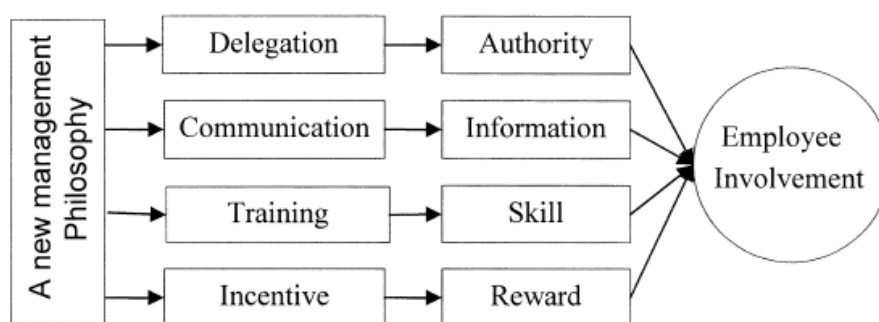 A new management
Philosophy
Delegation
Authority
Communication
Information
Training
Skill
Incentive
Reward
Employee
Involvement